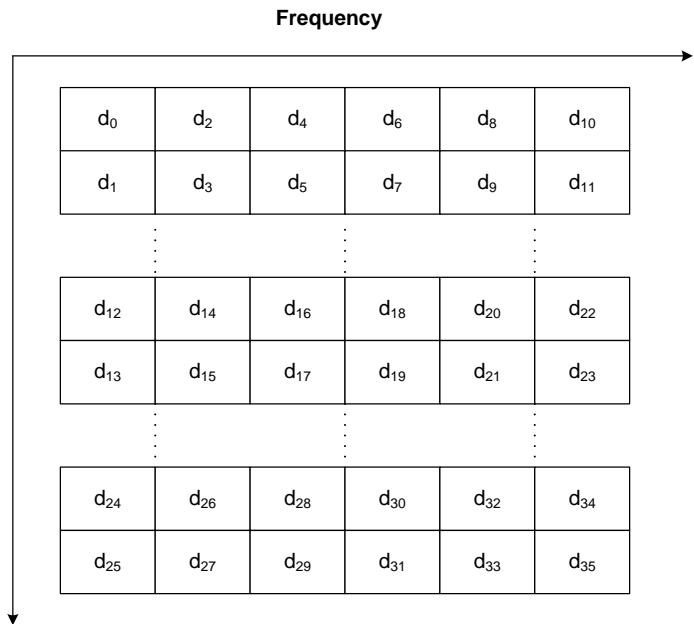 Frequency
d0 d2 d4 d6 d8 d10
d1 d3 d5 d7 d9 d11
d12 d14 d16 d18 d20 d22
d13 d15 d17 d19 d21 d23
d24 d26 d28 d30 d32 d34
d25 d27 d29 d31 d33 d35